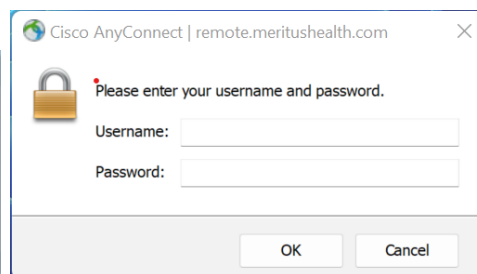 Cisco AnyConnect | remote.meritushealth.com
Please enter your username and password.
Username:
Password:
OK Cancel